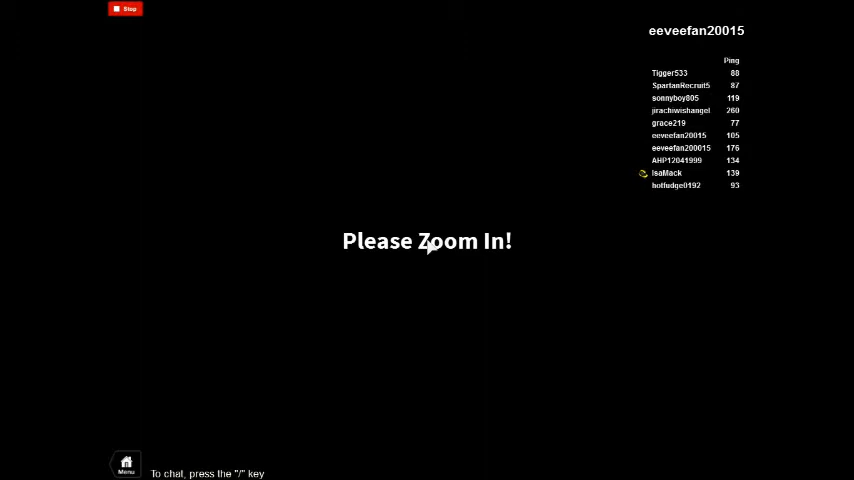 Stop
eeveefan20015
Ping
Tigger533 88
SpartanRecruit5 87
sonnyboy805 119
jirachiwishangel 260
grace219 77
eeveefan20015 105
eeveefan200015 176
AHP12041999 134
IsaMack 139
hotfudge0192 93
Please Zoom In!
Menu
To chat, press the "/" key